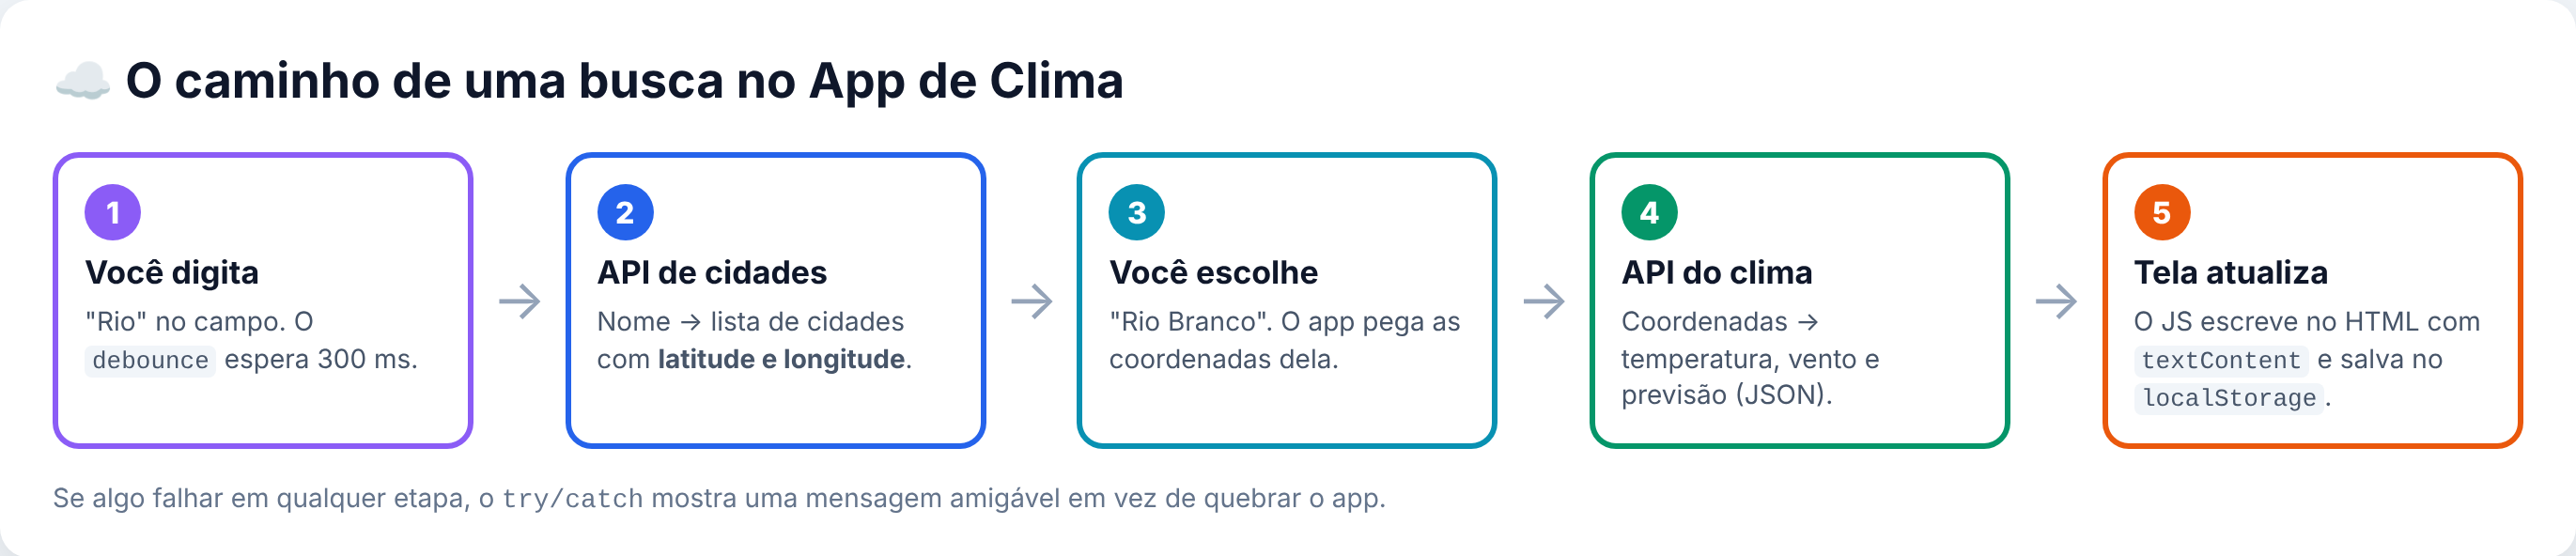 ☁️ O caminho de uma busca no App de Clima
1
Você digita
"Rio" no campo. O
debounce espera 300 ms.
2
API de cidades
Nome → lista de cidades
com latitude e longitude.
3
Você escolhe
"Rio Branco". O app pega as
coordenadas dela.
4
API do clima
Coordenadas →
temperatura, vento e
previsão (JSON).
5
Tela atualiza
O JS escreve no HTML com
textContent e salva no
localStorage.
Se algo falhar em qualquer etapa, o try/catch mostra uma mensagem amigável em vez de quebrar o app.